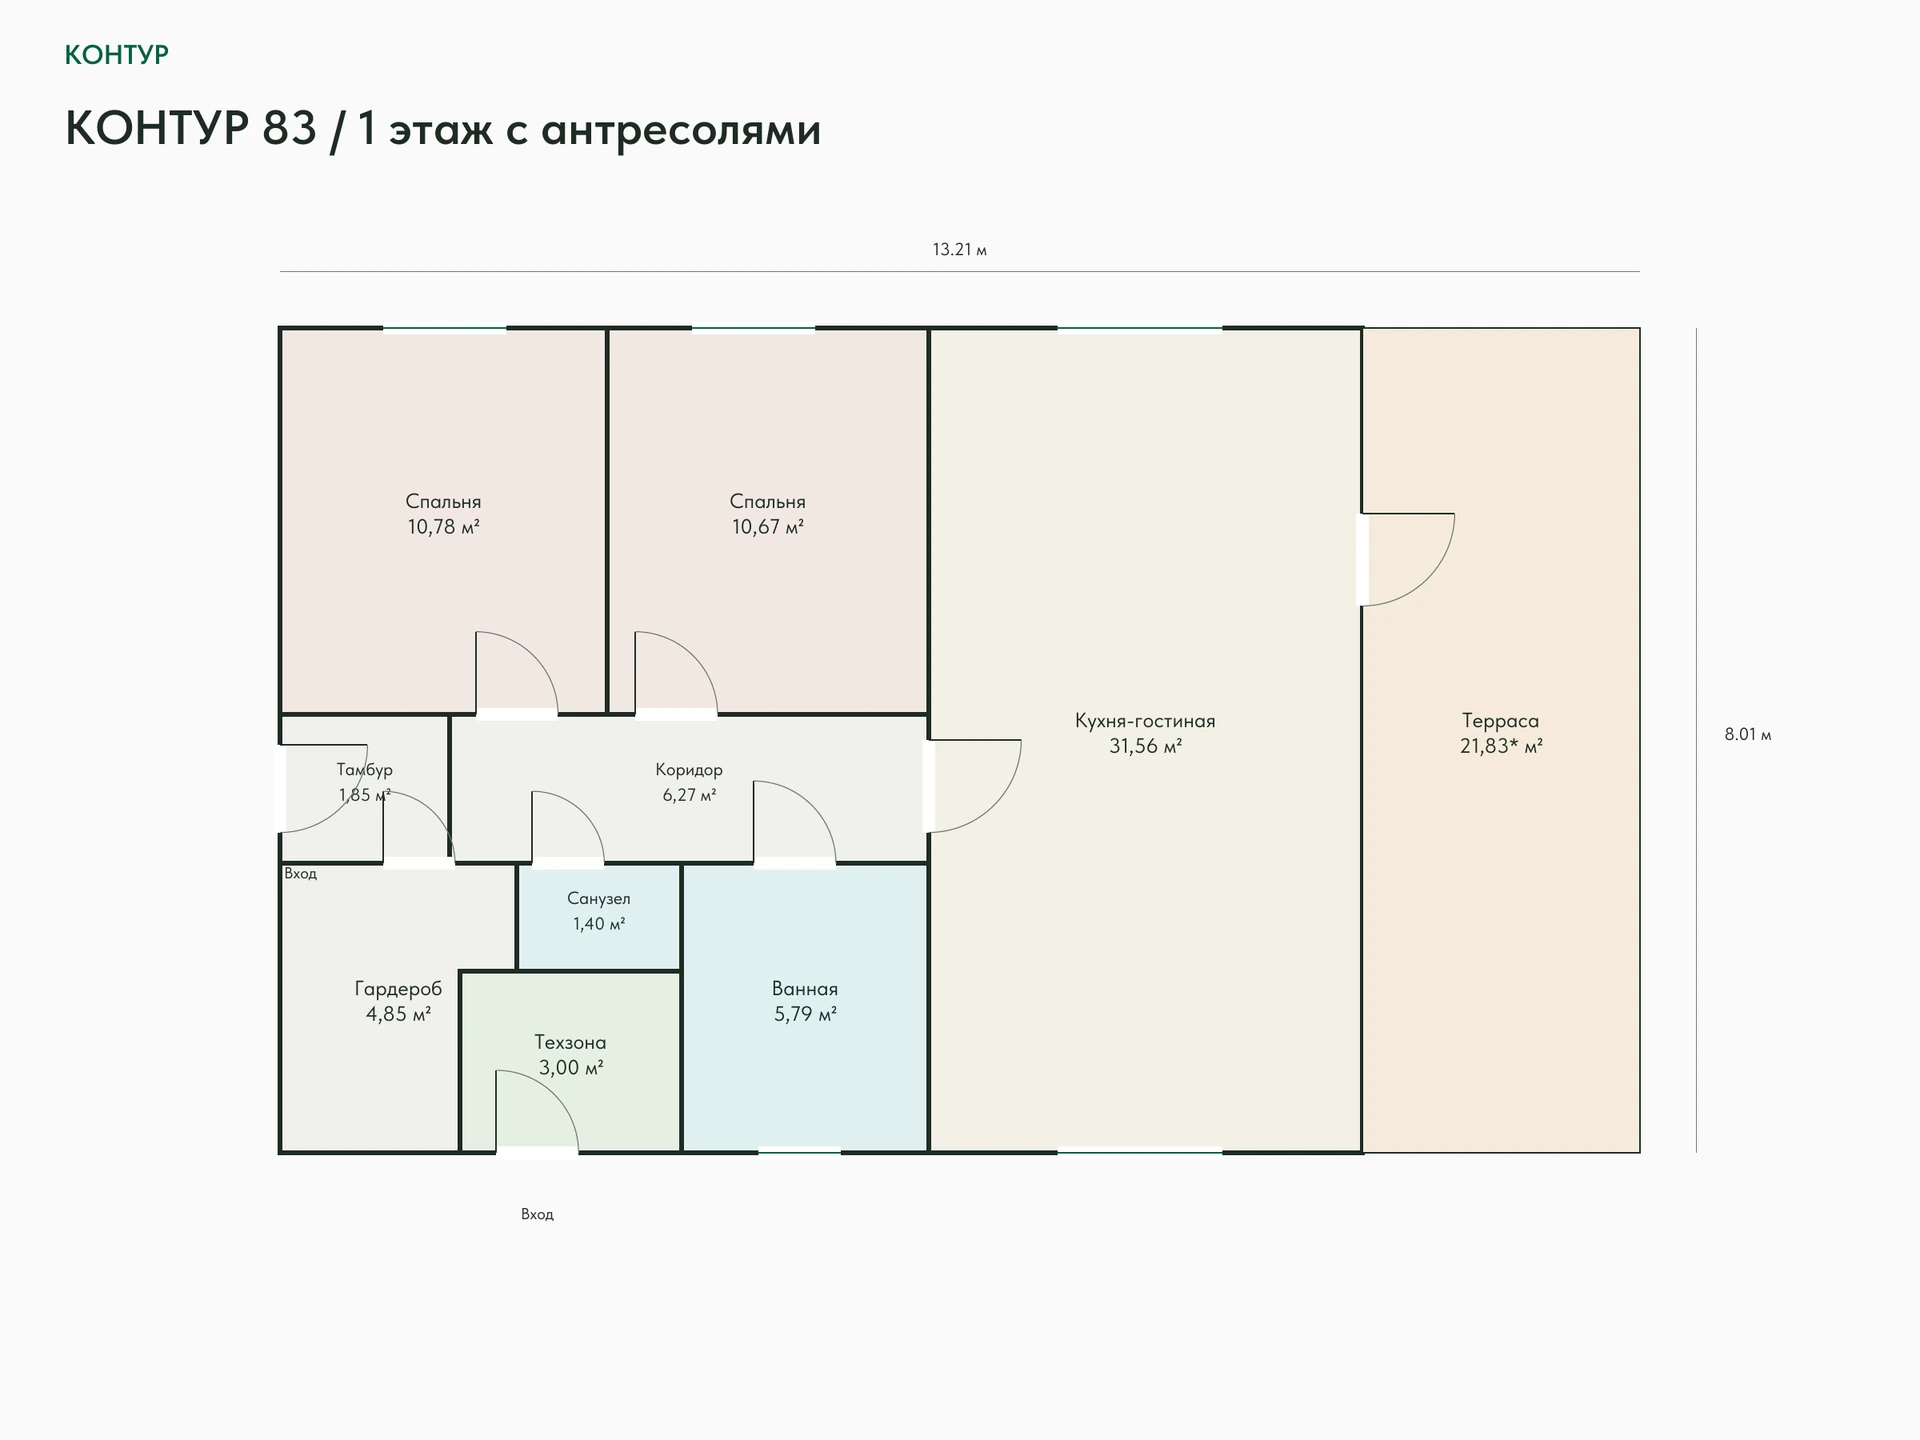 КОНТУР
КОНТУР 83 / 1 этаж с антресолями
13.21 м
Спальня
10,78 м²
Спальня
10,67 м²
Кухня-гостиная
31,56 м²
Терраса
21,83* м²
8.01 м
Тамбур
1,85 м²
Коридор
6,27 м²
Вход
Санузел
1,40 м²
Гардероб
4,85 м²
Ванная
5,79 м²
Техзона
3,00 м²
Вход